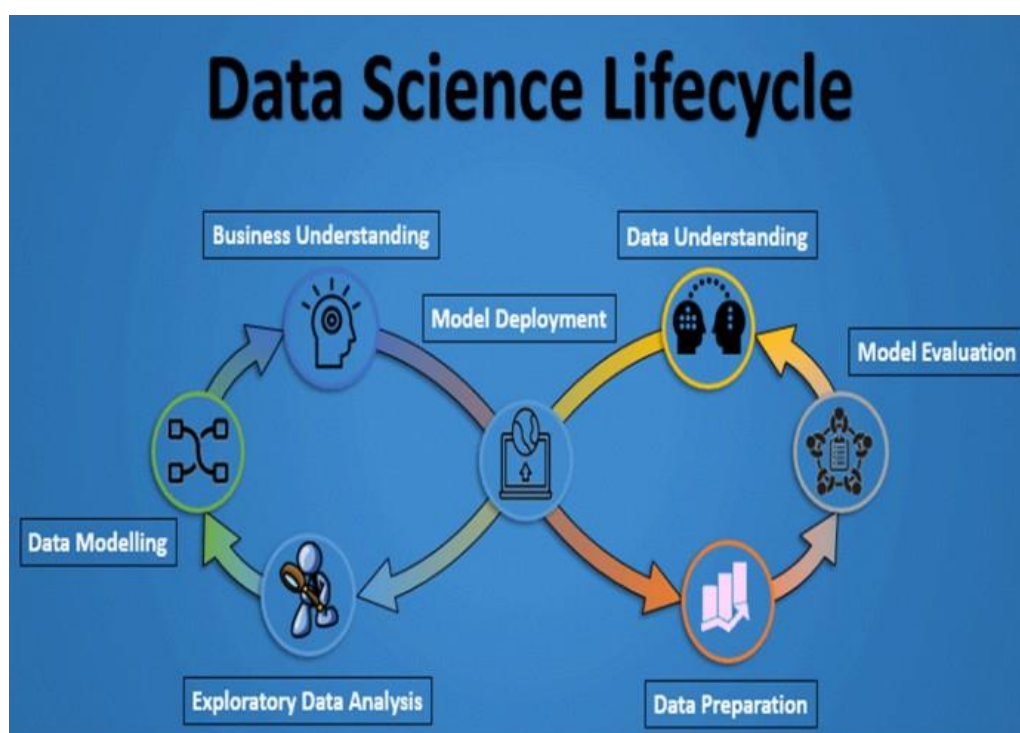 Data Science Lifecycle
Business Understanding
Data Understanding
Model Deployment
Model Evaluation
Data Modelling
Exploratory Data Analysis
Data Preparation